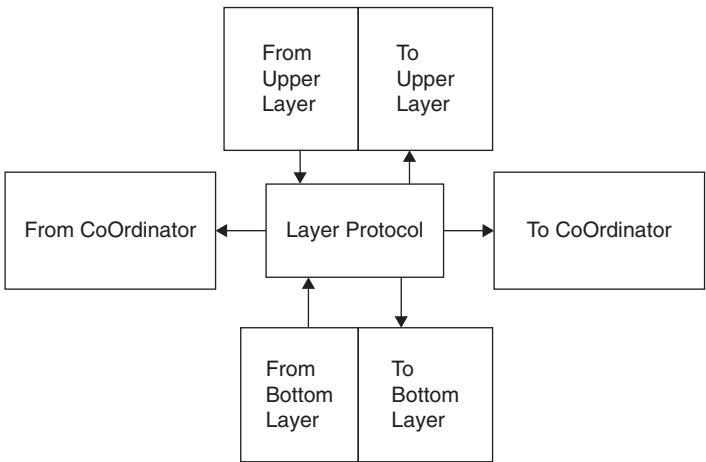 From
Upper
Layer
To
Upper
Layer
From CoOrdinator
Layer Protocol
To CoOrdinator
From
Bottom
Layer
To
Bottom
Layer